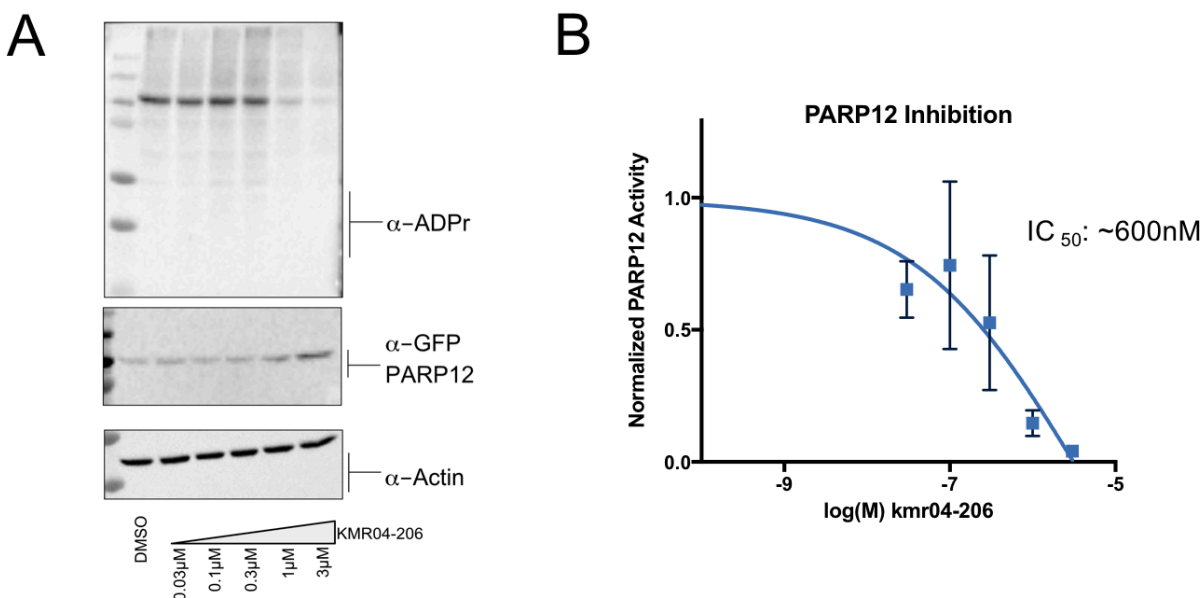 A
α-ADPr
α-GFP
PARP12
α-Actin
DMSO
0.03µM
0.1µM
0.3µM
1µM
3µM
KMR04-206
B
PARP12 Inhibition
Normalized PARP12 Activity
1.0
0.5
0.0
-9
-7
-5
log(M) kmr04-206
IC 50: ~600nM